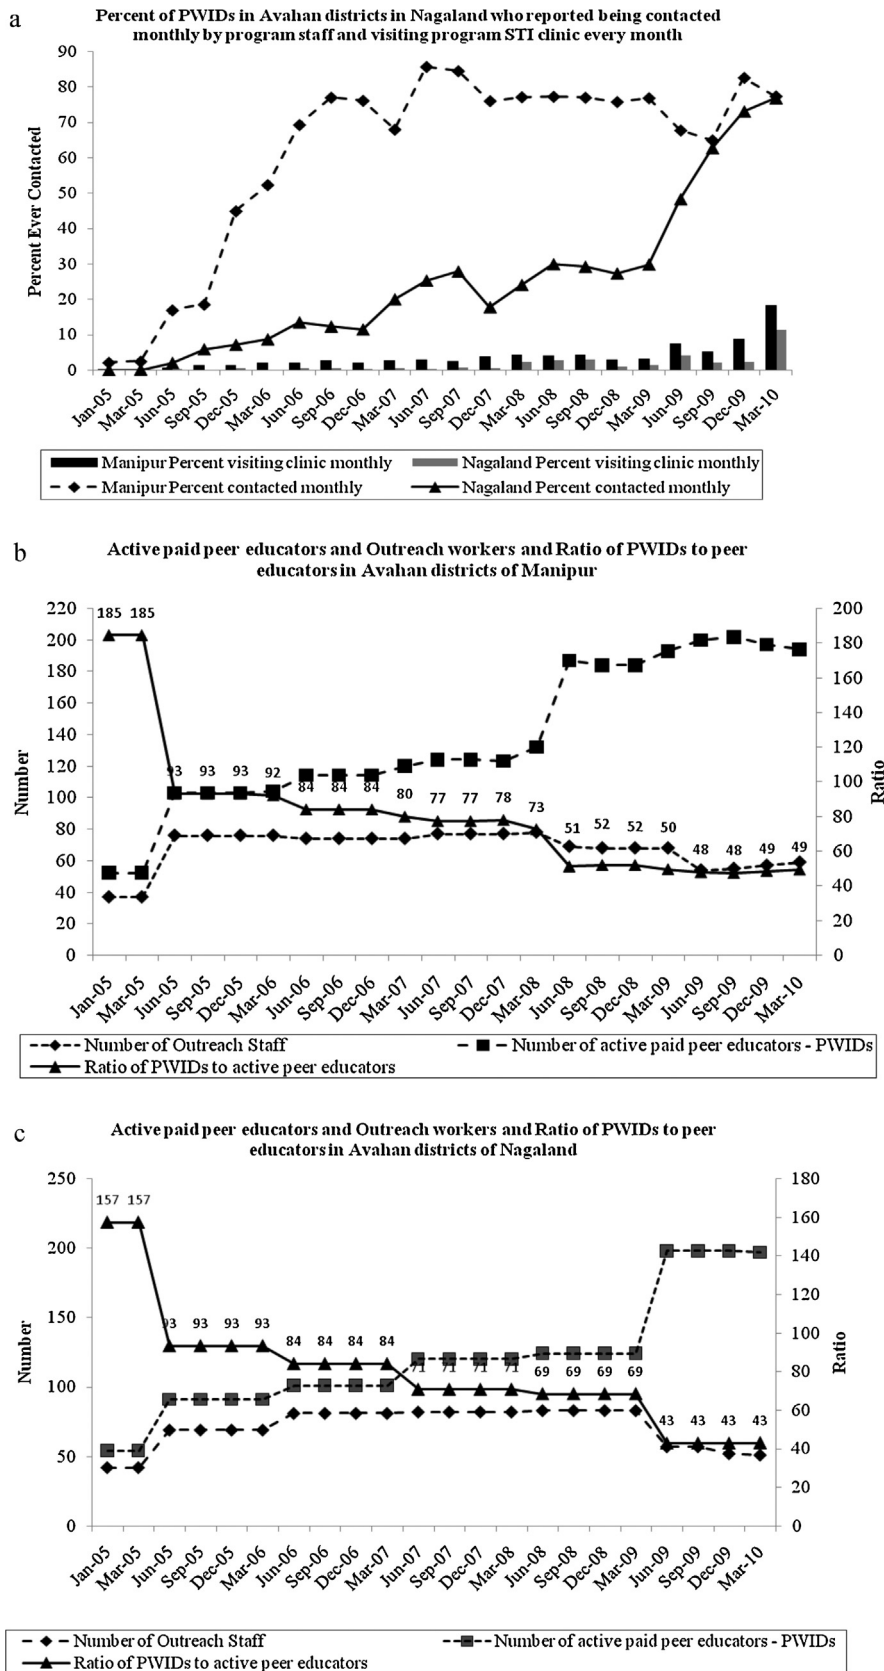 a
Percent of PWIDs in Avahan districts in Nagaland who reported being contacted
monthly by program staff and visiting program STI clinic every month
90
80
70
60
50
40
30
20
10
0
Percent Ever Contacted
Jan-05 Mar-05 Jun-05 Sep-05 Dec-05 Mar-06 Jun-06 Sep-06 Dec-06 Mar-07 Jun-07 Sep-07 Dec-07 Mar-08 Jun-08 Sep-08 Dec-08 Mar-09 Jun-09 Sep-09 Dec-09 Mar-10
Manipur Percent visiting clinic monthly Nagaland Percent visiting clinic monthly
Manipur Percent contacted monthly Nagaland Percent contacted monthly
b
Active paid peer educators and Outreach workers and Ratio of PWIDs to peer
educators in Avahan districts of Manipur
220
200
180
160
140
120
100
80
60
40
20
0
Number
185 185 93 93 93 92 84 84 84 80 77 77 78 73 51 52 52 50 48 48 49 49
200
180
160
140
120
100
80
60
40
20
0
Ratio
Jan-05 Mar-05 Jun-05 Sep-05 Dec-05 Mar-06 Jun-06 Sep-06 Dec-06 Mar-07 Jun-07 Sep-07 Dec-07 Mar-08 Jun-08 Sep-08 Dec-08 Mar-09 Jun-09 Sep-09 Dec-09 Mar-10
Number of Outreach Staff Number of active paid peer educators - PWIDs
Ratio of PWIDs to active peer educators
c
Active paid peer educators and Outreach workers and Ratio of PWIDs to peer
educators in Avahan districts of Nagaland
250
200
150
100
50
0
Number
157 157 93 93 93 93 84 84 84 84 71 71 71 71 69 69 69 69 43 43 43 43
180
160
140
120
100
80
60
40
20
0
Ratio
Jan-05 Mar-05 Jun-05 Sep-05 Dec-05 Mar-06 Jun-06 Sep-06 Dec-06 Mar-07 Jun-07 Sep-07 Dec-07 Mar-08 Jun-08 Sep-08 Dec-08 Mar-09 Jun-09 Sep-09 Dec-09 Mar-10
Number of Outreach Staff Number of active paid peer educators - PWIDs
Ratio of PWIDs to active peer educators